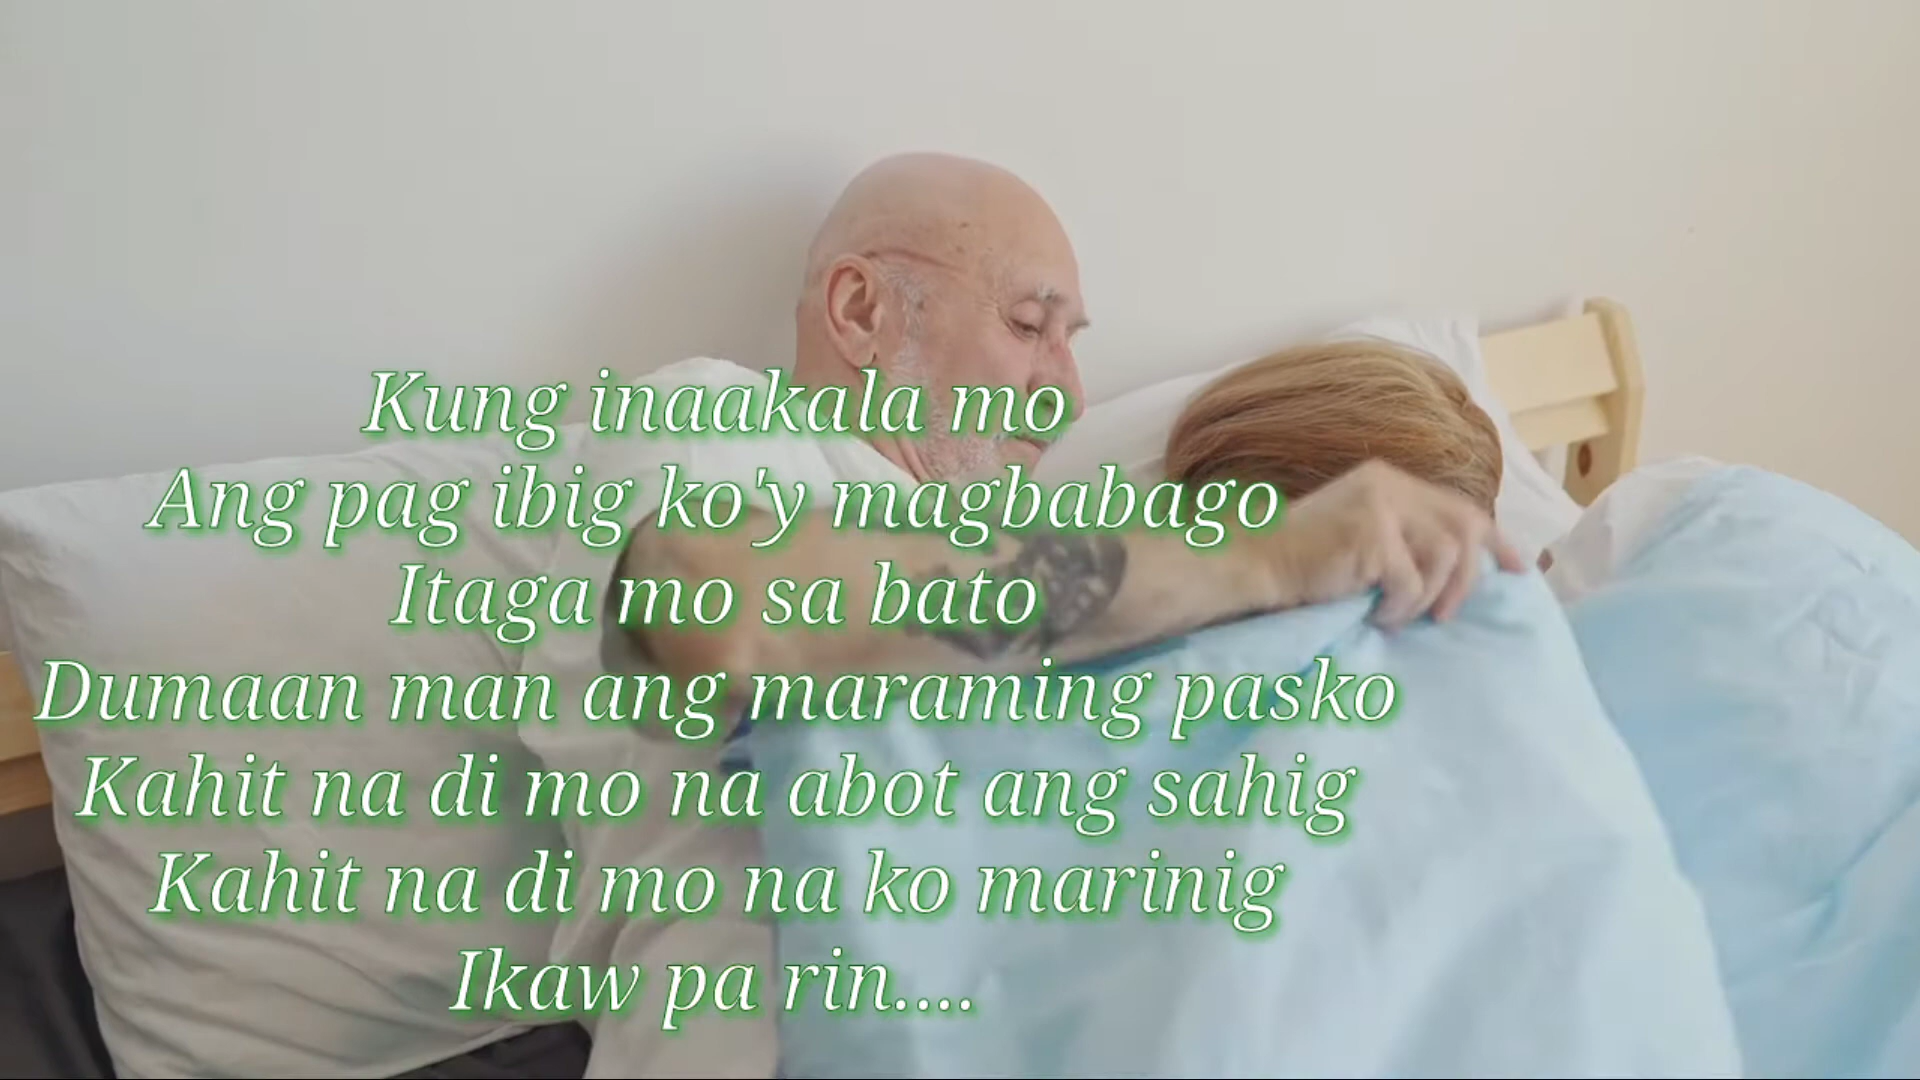 Kung inaakala mo
Ang pag ibig ko'y magbabago
Itaga mo sa bato
Dumaan man ang maraming pasko
Kahit na di mo na abot ang sahig
Kahit na di mo na ko marinig
Ikaw pa rin....